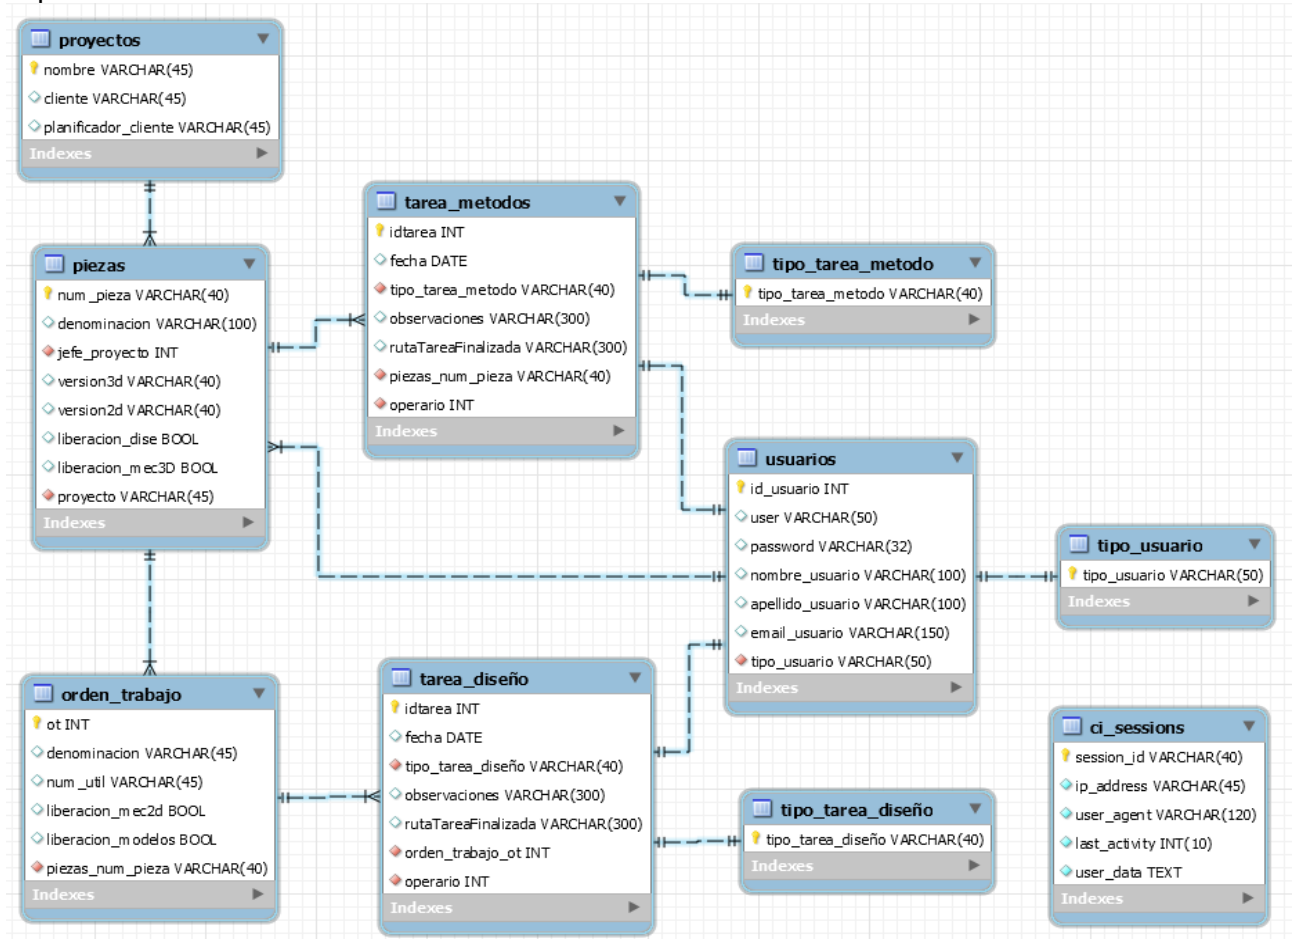 proyectos
nombre VARCHAR(45)
cliente VARCHAR(45)
planificador_cliente VARCHAR(45)
Indexes
piezas
num_pieza VARCHAR(40)
denominacion VARCHAR(100)
jefe_proyecto INT
version3d VARCHAR(40)
version2d VARCHAR(40)
liberacion_dise BOOL
liberacion_mec3D BOOL
proyecto VARCHAR(45)
Indexes
orden_trabajo
ot INT
denominacion VARCHAR(45)
num_util VARCHAR(45)
liberacion_mec2d BOOL
liberacion_modelos BOOL
piezas_num_pieza VARCHAR(40)
Indexes
tarea_metodos
idtarea INT
fecha DATE
tipo_tarea_metodo VARCHAR(40)
observaciones VARCHAR(300)
rutaTareaFinalizada VARCHAR(300)
piezas_num_pieza VARCHAR(40)
operario INT
Indexes
tarea_diseño
idtarea INT
fecha DATE
tipo_tarea_diseño VARCHAR(40)
observaciones VARCHAR(300)
rutaTareaFinalizada VARCHAR(300)
orden_trabajo_ot INT
operario INT
Indexes
tipo_tarea_metodo
tipo_tarea_metodo VARCHAR(40)
Indexes
usuarios
id_usuario INT
user VARCHAR(50)
password VARCHAR(32)
nombre_usuario VARCHAR(100)
apellido_usuario VARCHAR(100)
email_usuario VARCHAR(150)
tipo_usuario VARCHAR(50)
Indexes
tipo_tarea_diseño
tipo_tarea_diseño VARCHAR(40)
Indexes
tipo_usuario
tipo_usuario VARCHAR(50)
Indexes
ci_sessions
session_id VARCHAR(40)
ip_address VARCHAR(45)
user_agent VARCHAR(120)
last_activity INT(10)
user_data TEXT
Indexes